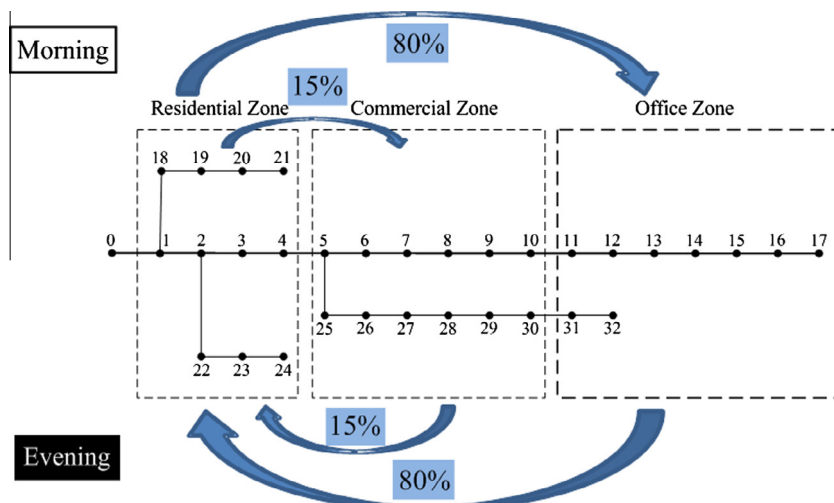 Morning
80%
15%
Residential Zone
Commercial Zone
Office Zone
18 19 20 21
0 1 2 3 4 5 6 7 8 9 10 11 12 13 14 15 16 17
25 26 27 28 29 30 31 32
22 23 24
15%
Evening
80%